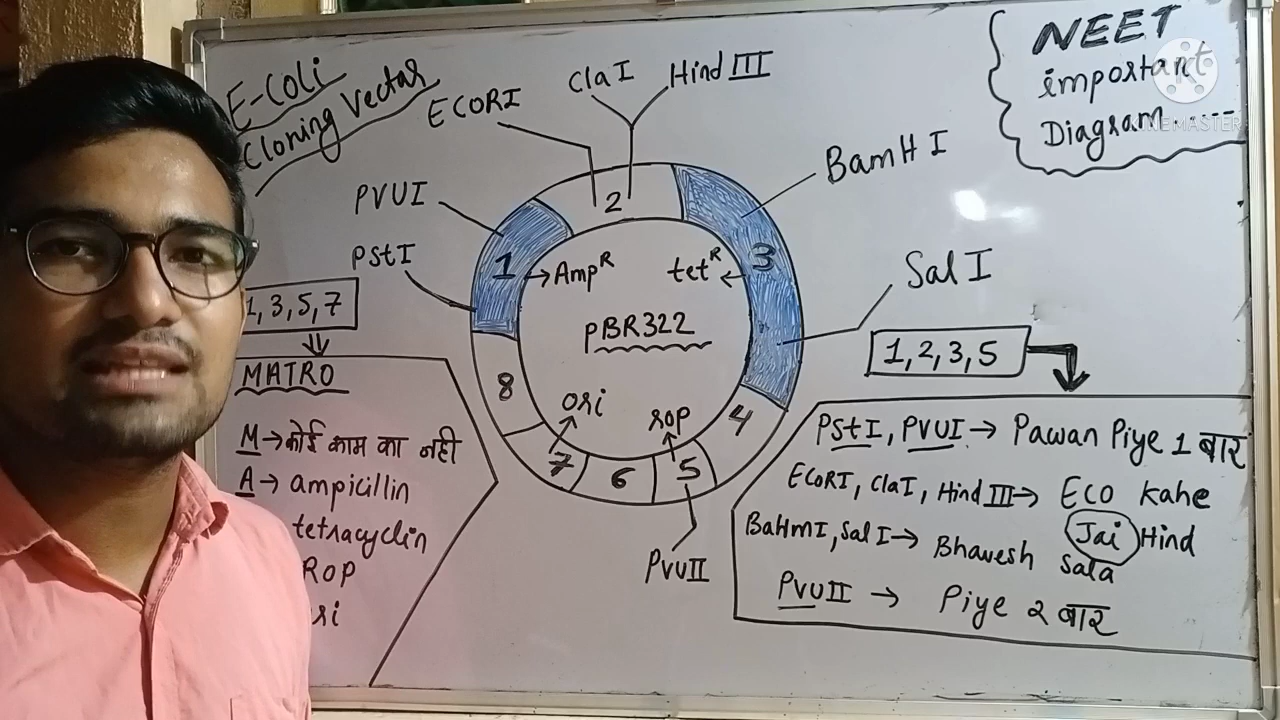 E-Coli
Cloning Vector
NEET
important
Diagram.....---
ECORI
ClaI
Hind III
BamH I
PVUI
PStI
Sal I
1
2
3
4
5
6
7
8
AmpR
tetR
pBR322
ori
rop
PvuII
1, 3, 5, 7
MATRO
M→ कोई काम का नही
A→ ampicillin
tetracyclin
ROP
ri
1, 2, 3, 5
PStI, PVUI → Pawan Piye 1 बार
ECORI, ClaI, Hind III → ECO Kahe
Jai Hind
BaHmI, Sal I → Bhavesh Sala
PVUII → Piye 2 बार
KINEMASTER